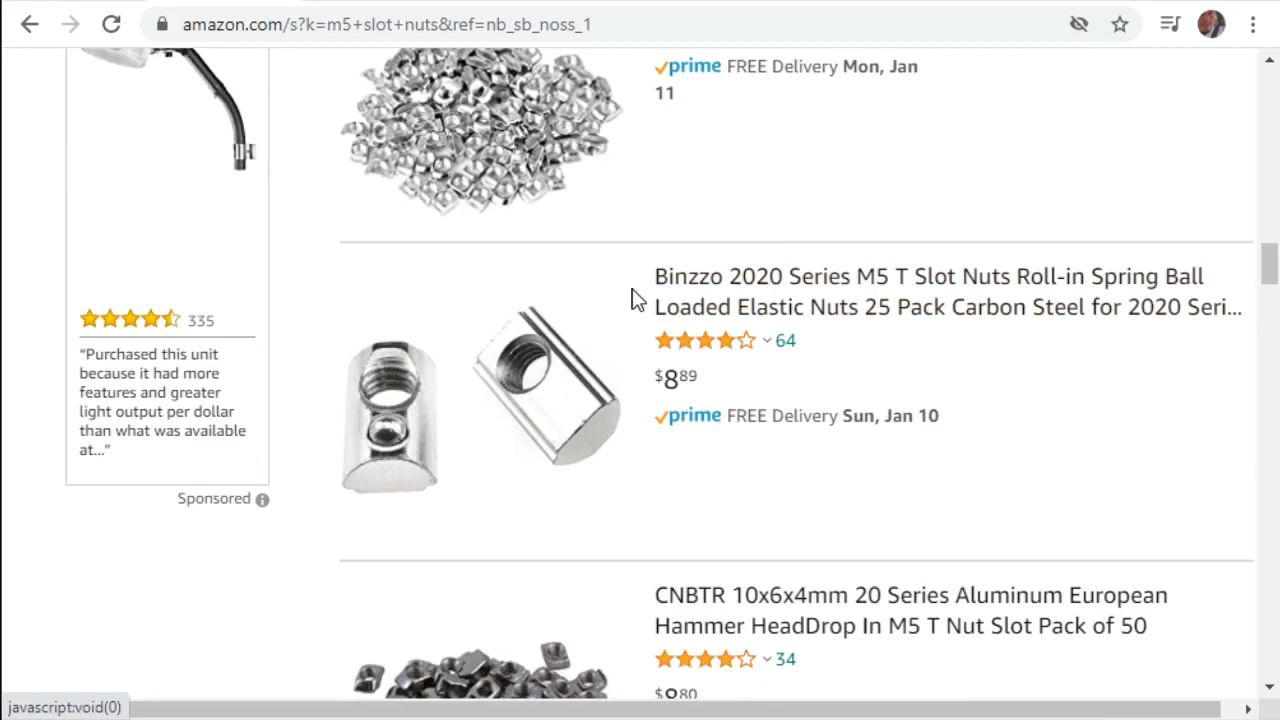 amazon.com/s?k=m5+slot+nuts&ref=nb_sb_noss_1
prime FREE Delivery Mon, Jan
11
335
“Purchased this unit
because it had more
features and greater
light output per dollar
than what was available
at...”
Sponsored
Binzzo 2020 Series M5 T Slot Nuts Roll-in Spring Ball
Loaded Elastic Nuts 25 Pack Carbon Steel for 2020 Seri...
64
$8 89
prime FREE Delivery Sun, Jan 10
CNBTR 10x6x4mm 20 Series Aluminum European
Hammer HeadDrop In M5 T Nut Slot Pack of 50
34
$8 80
javascript:void(0)